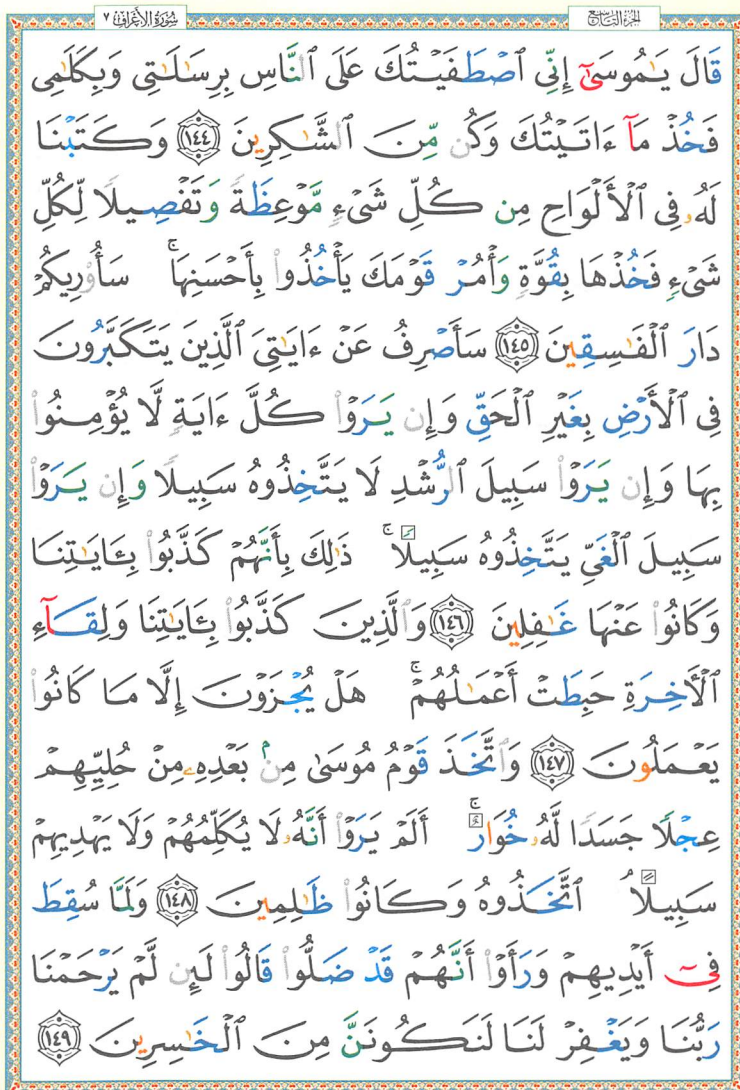 الجزء التاسع سورة الأعراف ٧
قَالَ يَـٰمُوسَىٰٓ إِنِّى ٱصْطَفَيْتُكَ عَلَى ٱلنَّاسِ بِرِسَـٰلَـٰتِى وَبِكَلَـٰمِى
فَخُذْ مَآ ءَاتَيْتُكَ وَكُن مِّنَ ٱلشَّـٰكِرِينَ ١٤٤ وَكَتَبْنَا
لَهُۥ فِى ٱلْأَلْوَاحِ مِن كُلِّ شَىْءٍ مَّوْعِظَةً وَتَفْصِيلًا لِّكُلِّ
شَىْءٍ فَخُذْهَا بِقُوَّةٍ وَأْمُرْ قَوْمَكَ يَأْخُذُوا۟ بِأَحْسَنِهَا ۚ سَأُو۟رِيكُمْ
دَارَ ٱلْفَـٰسِقِينَ ١٤٥ سَأَصْرِفُ عَنْ ءَايَـٰتِىَ ٱلَّذِينَ يَتَكَبَّرُونَ
فِى ٱلْأَرْضِ بِغَيْرِ ٱلْحَقِّ وَإِن يَرَوْا۟ كُلَّ ءَايَةٍ لَّا يُؤْمِنُوا۟
بِهَا وَإِن يَرَوْا۟ سَبِيلَ ٱلرُّشْدِ لَا يَتَّخِذُوهُ سَبِيلًا وَإِن يَرَوْا۟
سَبِيلَ ٱلْغَىِّ يَتَّخِذُوهُ سَبِيلًا ۚ ذَٰلِكَ بِأَنَّهُمْ كَذَّبُوا۟ بِـَٔايَـٰتِنَا
وَكَانُوا۟ عَنْهَا غَـٰفِلِينَ ١٤٦ وَٱلَّذِينَ كَذَّبُوا۟ بِـَٔايَـٰتِنَا وَلِقَآءِ
ٱلْـَٔاخِرَةِ حَبِطَتْ أَعْمَـٰلُهُمْ ۚ هَلْ يُجْزَوْنَ إِلَّا مَا كَانُوا۟
يَعْمَلُونَ ١٤٧ وَٱتَّخَذَ قَوْمُ مُوسَىٰ مِنۢ بَعْدِهِۦ مِنْ حُلِيِّهِمْ
عِجْلًا جَسَدًا لَّهُۥ خُوَارٌ ۚ أَلَمْ يَرَوْا۟ أَنَّهُۥ لَا يُكَلِّمُهُمْ وَلَا يَهْدِيهِمْ
سَبِيلًا ٱتَّخَذُوهُ وَكَانُوا۟ ظَـٰلِمِينَ ١٤٨ وَلَمَّا سُقِطَ
فِىٓ أَيْدِيهِمْ وَرَأَوْا۟ أَنَّهُمْ قَدْ ضَلُّوا۟ قَالُوا۟ لَئِن لَّمْ يَرْحَمْنَا
رَبُّنَا وَيَغْفِرْ لَنَا لَنَكُونَنَّ مِنَ ٱلْخَـٰسِرِينَ ١٤٩